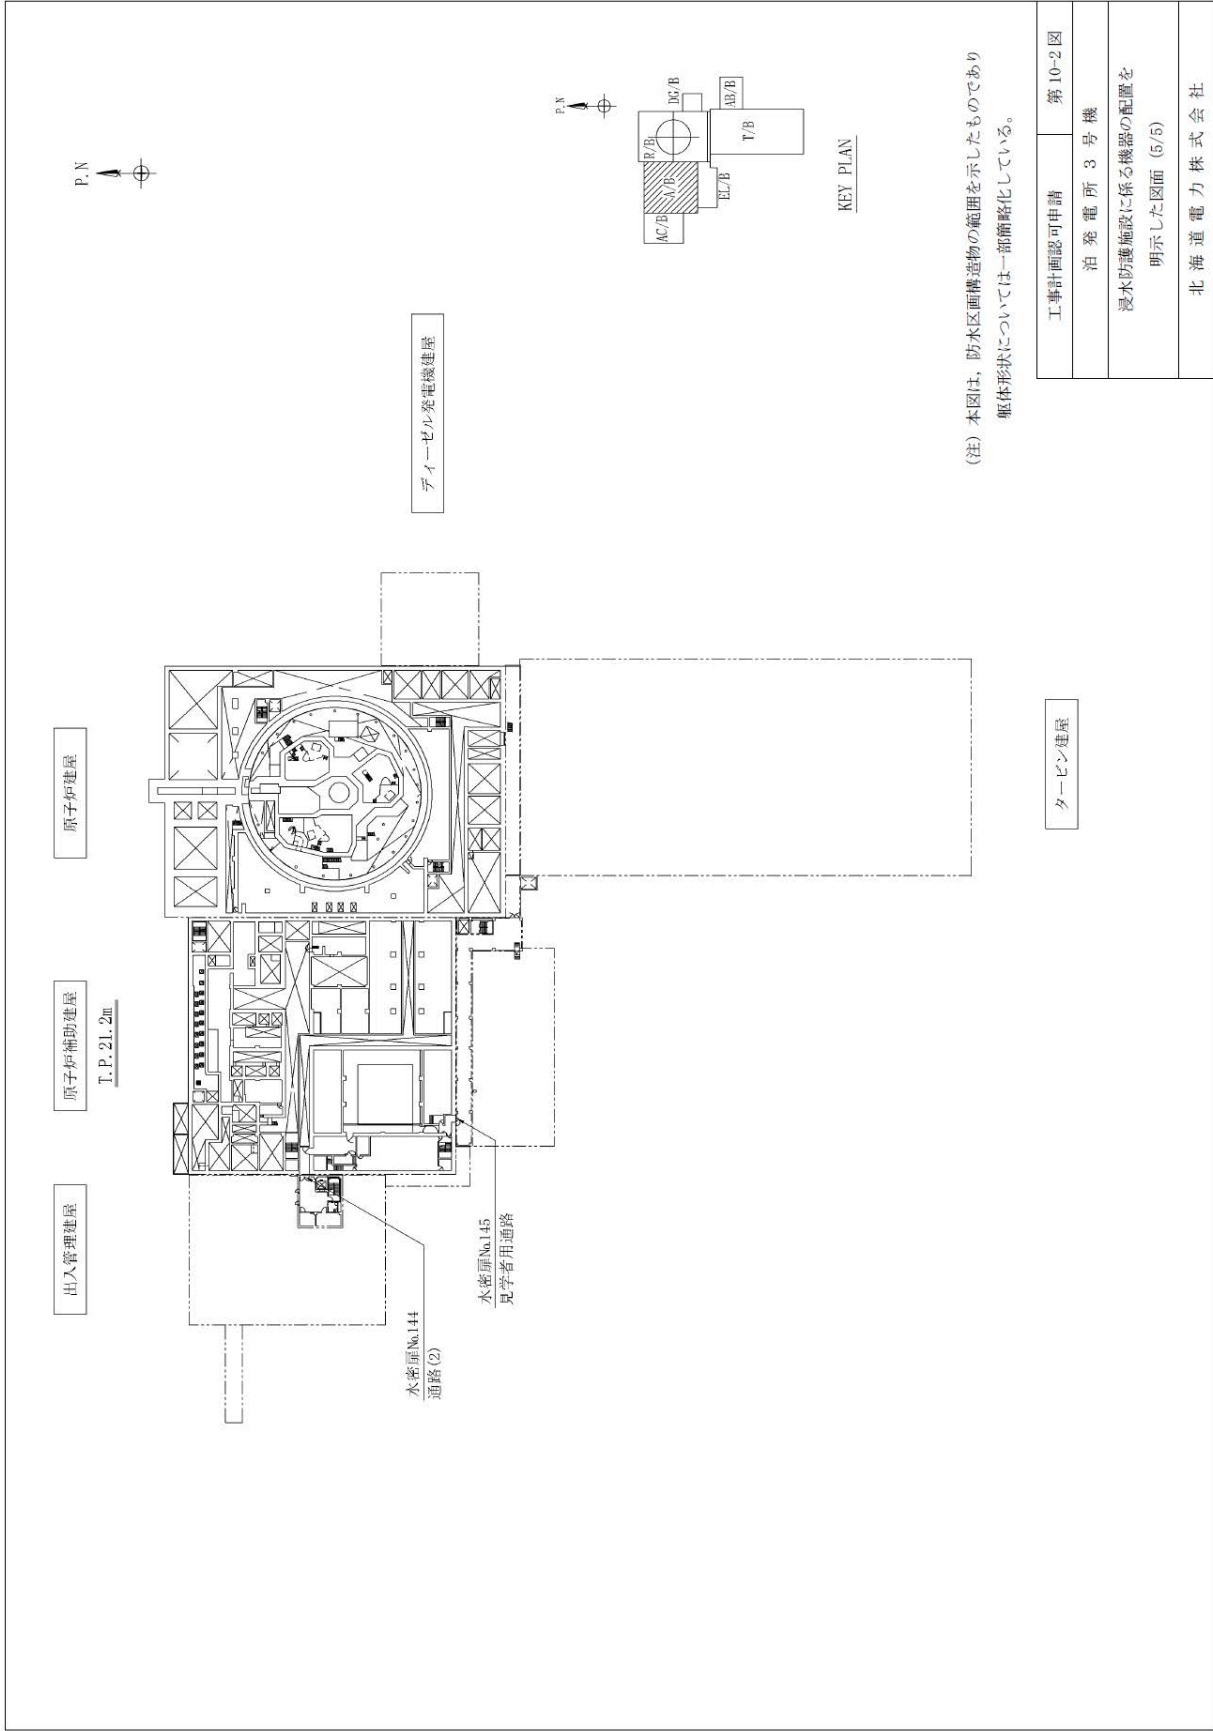 P.N
出入管理建屋
原子炉補助建屋
T.P.21.2m
原子炉建屋
ディーゼル発電機建屋
タービン建屋
水密扉No.144
通路(2)
水密扉No.145
見学者用通路
P.N
AC/B
A/B
R/B
DG/B
EL/B
T/B
AB/B
KEY PLAN
(注) 本図は，防水区画構造物の範囲を示したものであり
躯体形状については一部簡略化している。
工事計画認可申請 第10-2図
泊発電所3号機
浸水防護施設に係る機器の配置を
明示した図面 (5/5)
北海道電力株式会社